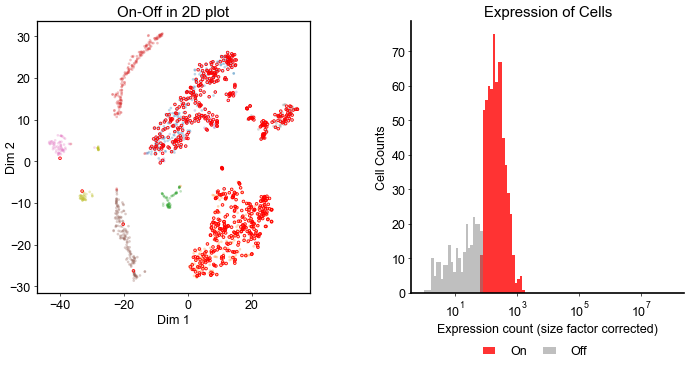 On-Off in 2D plot
Dim 2
30
20
10
0
−10
−20
−30
−40
−20
0
20
Dim 1
Expression of Cells
Cell Counts
70
60
50
40
30
20
10
0
10^1
10^3
10^5
10^7
Expression count (size factor corrected)
On
Off